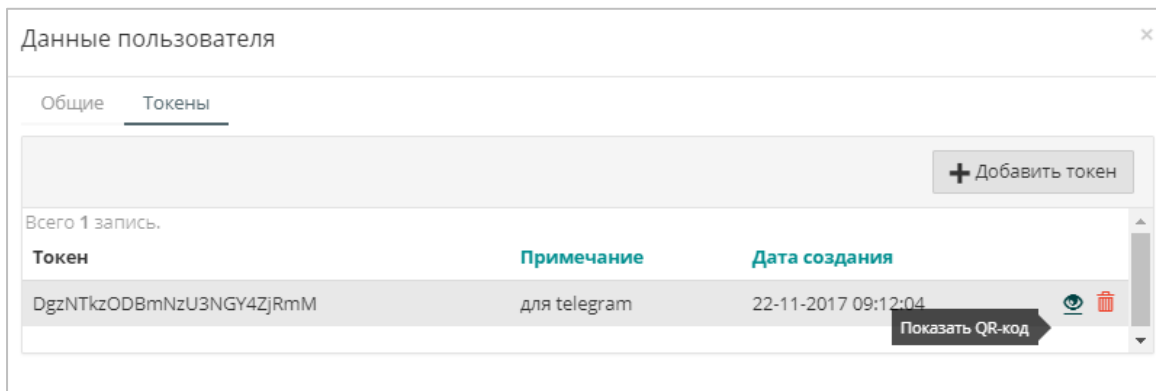 Данные пользователя
Общие Токены
Добавить токен
Всего 1 запись.
Токен Примечание Дата создания
DgzNTkzODBmNzU3NGY4ZjRmM для telegram 22-11-2017 09:12:04
Показать QR-код